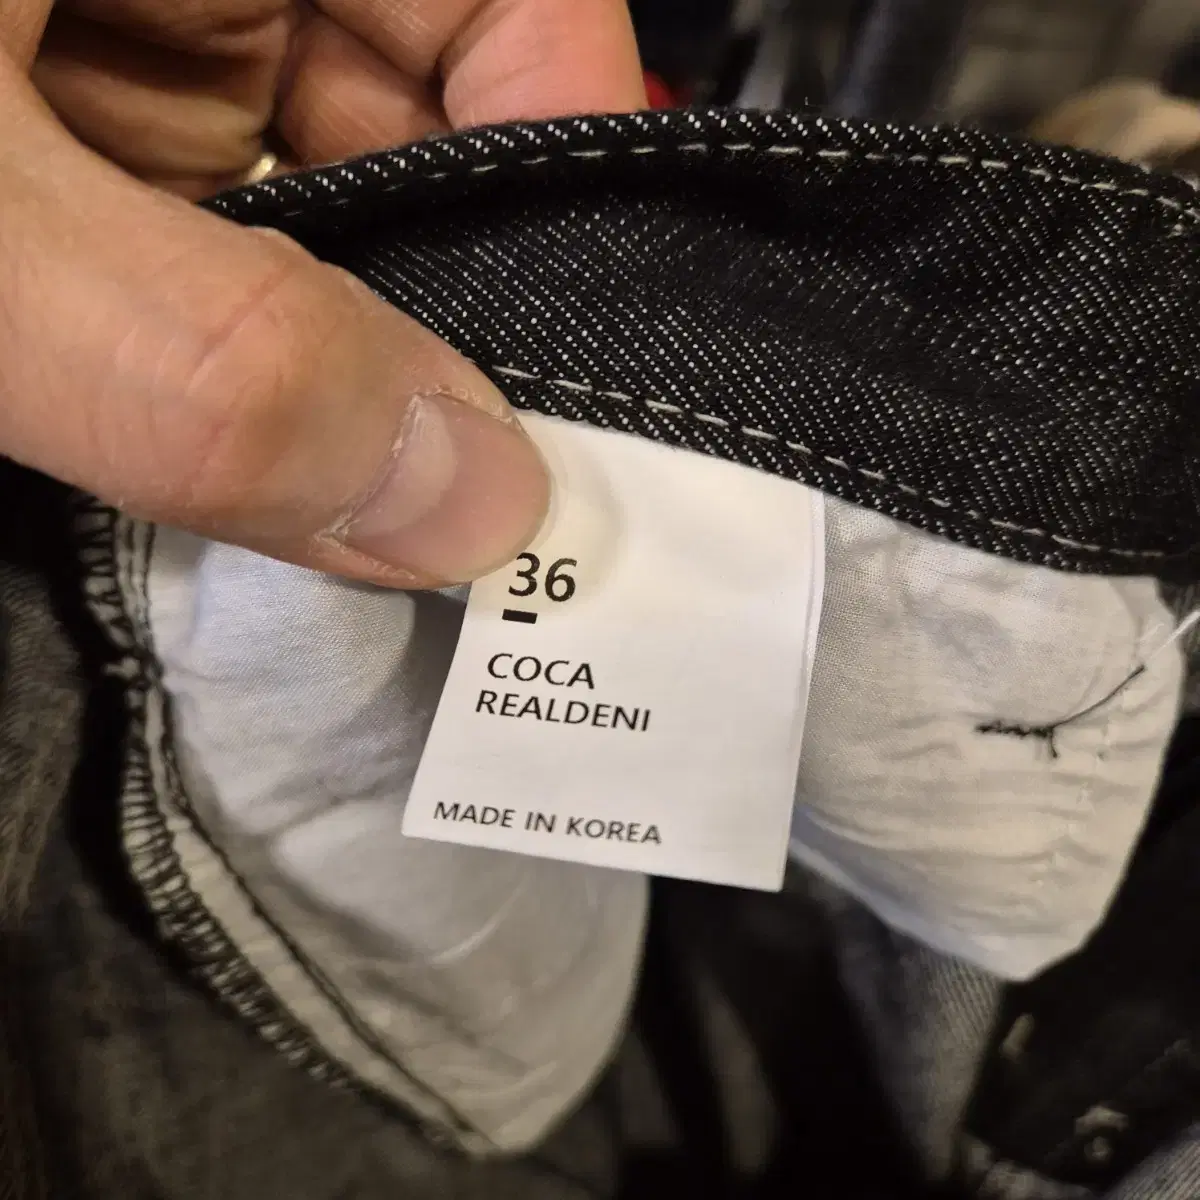 36
COCA
REALDENI
MADE IN KOREA